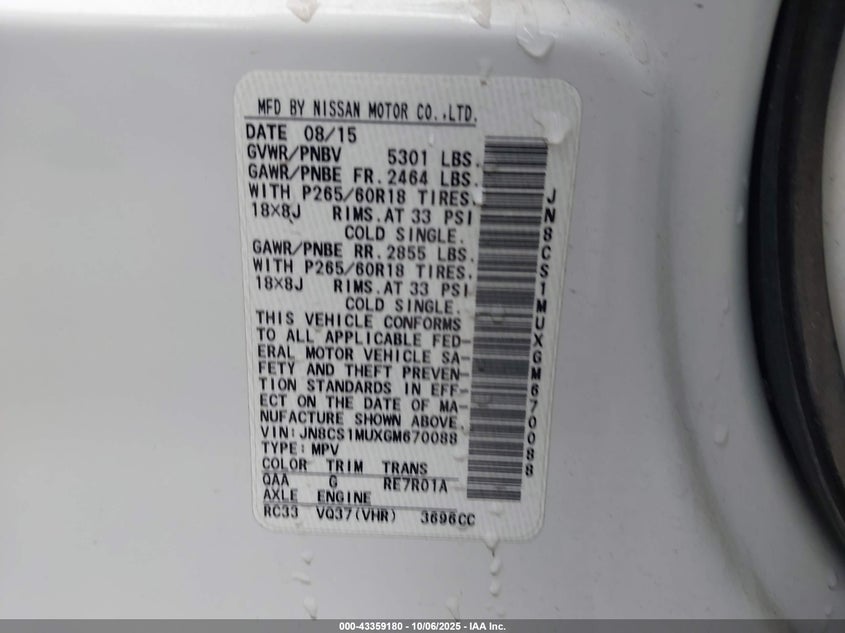 MFD BY NISSAN MOTOR CO.,LTD.
DATE 08/15
GVWR/PNBV 5301 LBS.
GAWR/PNBE FR. 2464 LBS.
WITH P265/60R18 TIRES.
18×8J RIMS.AT 33 PSI
COLD SINGLE.
GAWR/PNBE RR. 2855 LBS.
WITH P265/60R18 TIRES.
18×8J RIMS.AT 33 PSI
COLD SINGLE.
THIS VEHICLE CONFORMS
TO ALL APPLICABLE FED-
ERAL MOTOR VEHICLE SA-
FETY AND THEFT PREVEN-
TION STANDARDS IN EFF-
ECT ON THE DATE OF MA-
NUFACTURE SHOWN ABOVE.
VIN:JN8CS1MUXGM670088
TYPE:MPV
COLOR TRIM TRANS
QAA G RE7R01A
AXLE ENGINE
RC33 VQ37(VHR) 3696CC
JN8CS1MUXGM670088
000-43359180 - 10/06/2025 - IAA Inc.